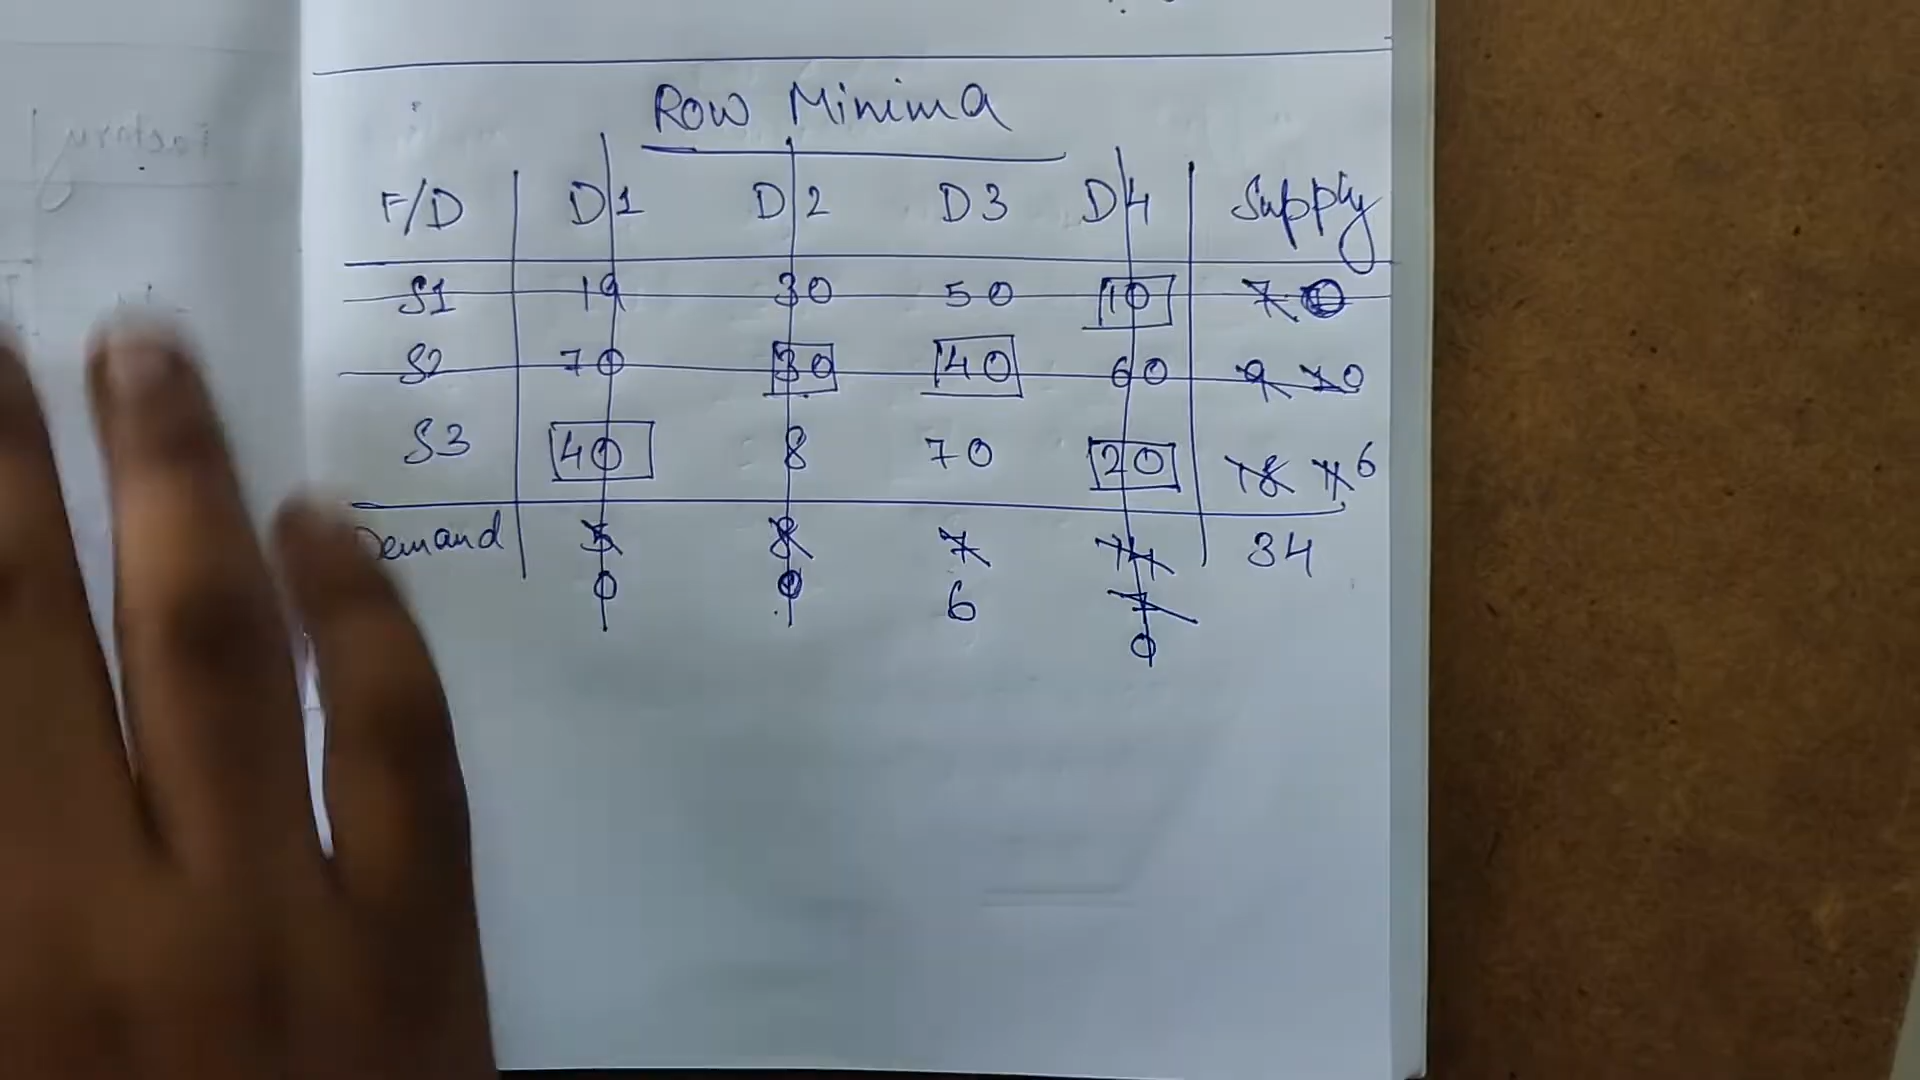 Row Minima
F/D D1 D2 D3 D4 Supply
S1 19 30 50 10 7 0
S2 70 30 40 60 9 1 0
S3 40 8 70 20 18 11 6
Demand 5 8 7 14 34
0 0 6 7
0